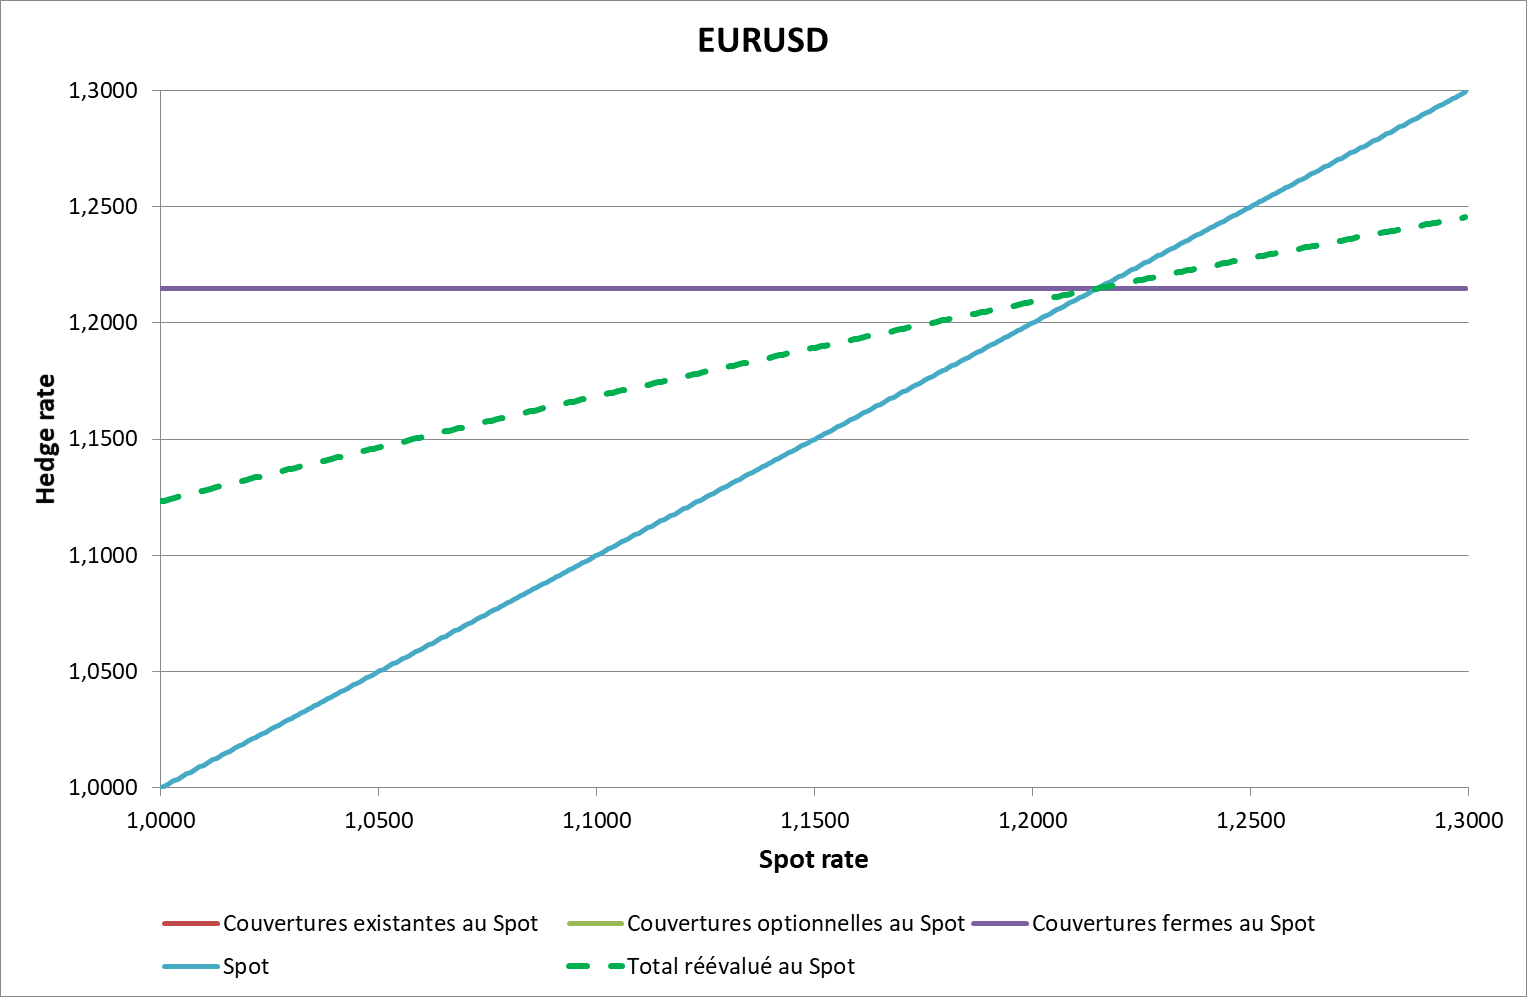 EURUSD
1,3000
1,2500
1,2000
1,1500
1,1000
1,0500
1,0000
Hedge rate
1,0000 1,0500 1,1000 1,1500 1,2000 1,2500 1,3000
Spot rate
Couvertures existantes au Spot Couvertures optionnelles au Spot Couvertures fermes au Spot
Spot Total réévalué au Spot